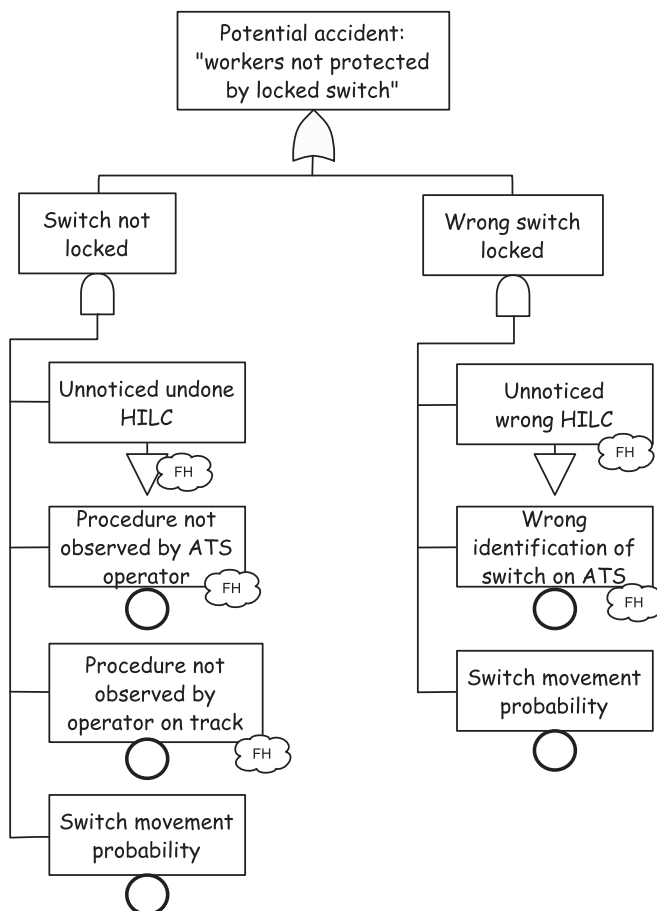 Potential accident:
"workers not protected
by locked switch"
Switch not
locked
Wrong switch
locked
Unnoticed undone
HILC
FH
Procedure not
observed by ATS
operator
FH
Procedure not
observed by
operator on track
FH
Switch movement
probability
Unnoticed
wrong HILC
FH
Wrong
identification of
switch on ATS
FH
Switch movement
probability